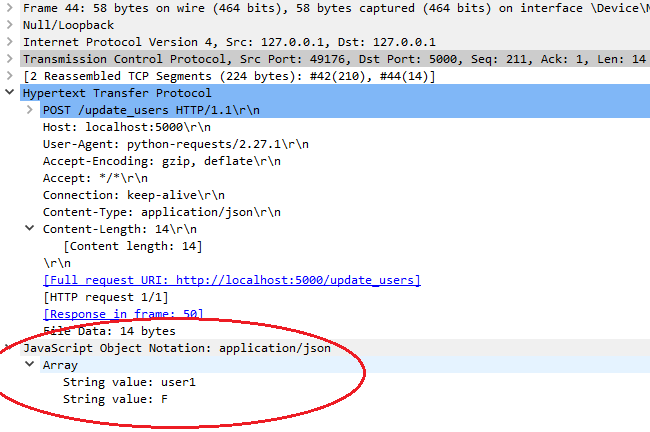 Frame 44: 58 bytes on wire (464 bits), 58 bytes captured (464 bits) on interface \Device\
Null/Loopback
Internet Protocol Version 4, Src: 127.0.0.1, Dst: 127.0.0.1
Transmission Control Protocol, Src Port: 49176, Dst Port: 5000, Seq: 211, Ack: 1, Len: 14
[2 Reassembled TCP Segments (224 bytes): #42(210), #44(14)]
Hypertext Transfer Protocol
POST /update_users HTTP/1.1\r\n
Host: localhost:5000\r\n
User-Agent: python-requests/2.27.1\r\n
Accept-Encoding: gzip, deflate\r\n
Accept: */*\r\n
Connection: keep-alive\r\n
Content-Type: application/json\r\n
Content-Length: 14\r\n
[Content length: 14]
\r\n
[Full request URI: http://localhost:5000/update_users]
[HTTP request 1/1]
[Response in frame: 50]
File Data: 14 bytes
JavaScript Object Notation: application/json
Array
String value: user1
String value: F